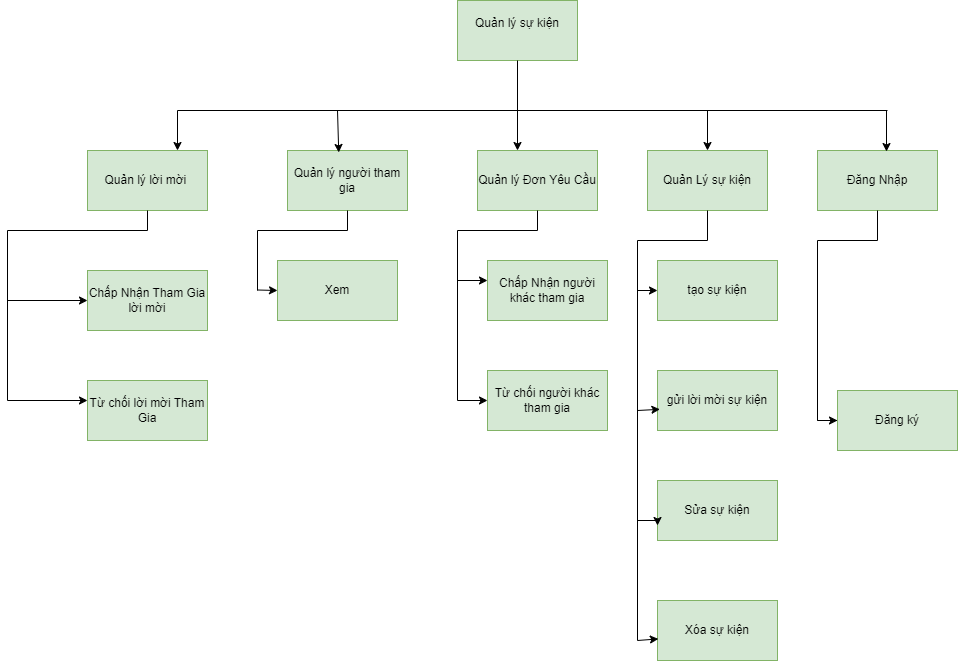 Quản lý sự kiện
Quản lý lời mời
Quản lý người tham
gia
Quản lý Đơn Yêu Cầu
Quản Lý sự kiện
Đăng Nhập
Chấp Nhận Tham Gia
lời mời
Từ chối lời mời Tham
Gia
Xem
Chấp Nhận người
khác tham gia
Từ chối người khác
tham gia
tạo sự kiện
gửi lời mời sự kiện
Sửa sự kiện
Xóa sự kiện
Đăng ký